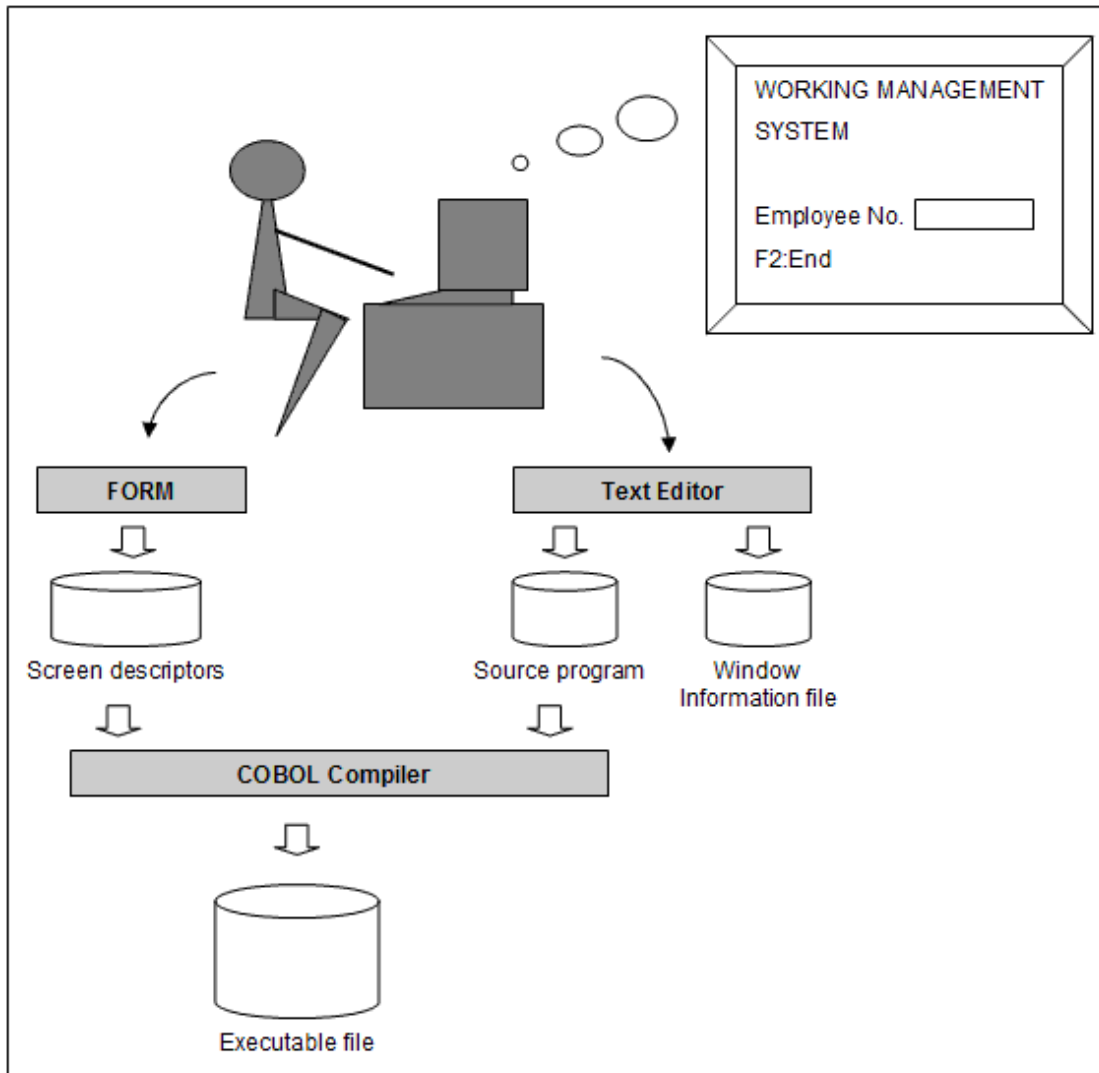 WORKING MANAGEMENT
SYSTEM
Employee No.
F2:End
FORM
Text Editor
Screen descriptors
Source program
Window
Information file
COBOL Compiler
Executable file